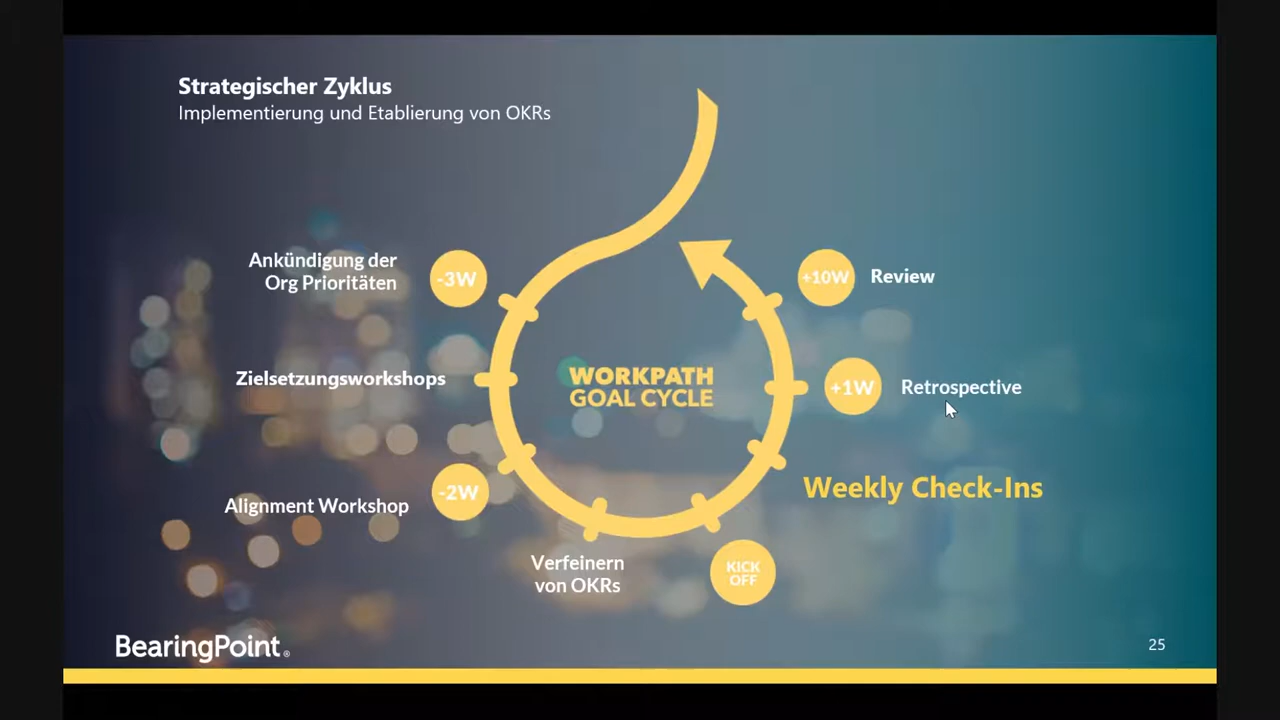 Strategischer Zyklus
Implementierung und Etablierung von OKRs
Ankündigung der
Org Prioritäten
-3W
+10W
Review
Zielsetzungsworkshops
WORKPATH
GOAL CYCLE
+1W
Retrospective
-2W
Alignment Workshop
Weekly Check-Ins
Verfeinern
von OKRs
KICK
OFF
BearingPoint®
25